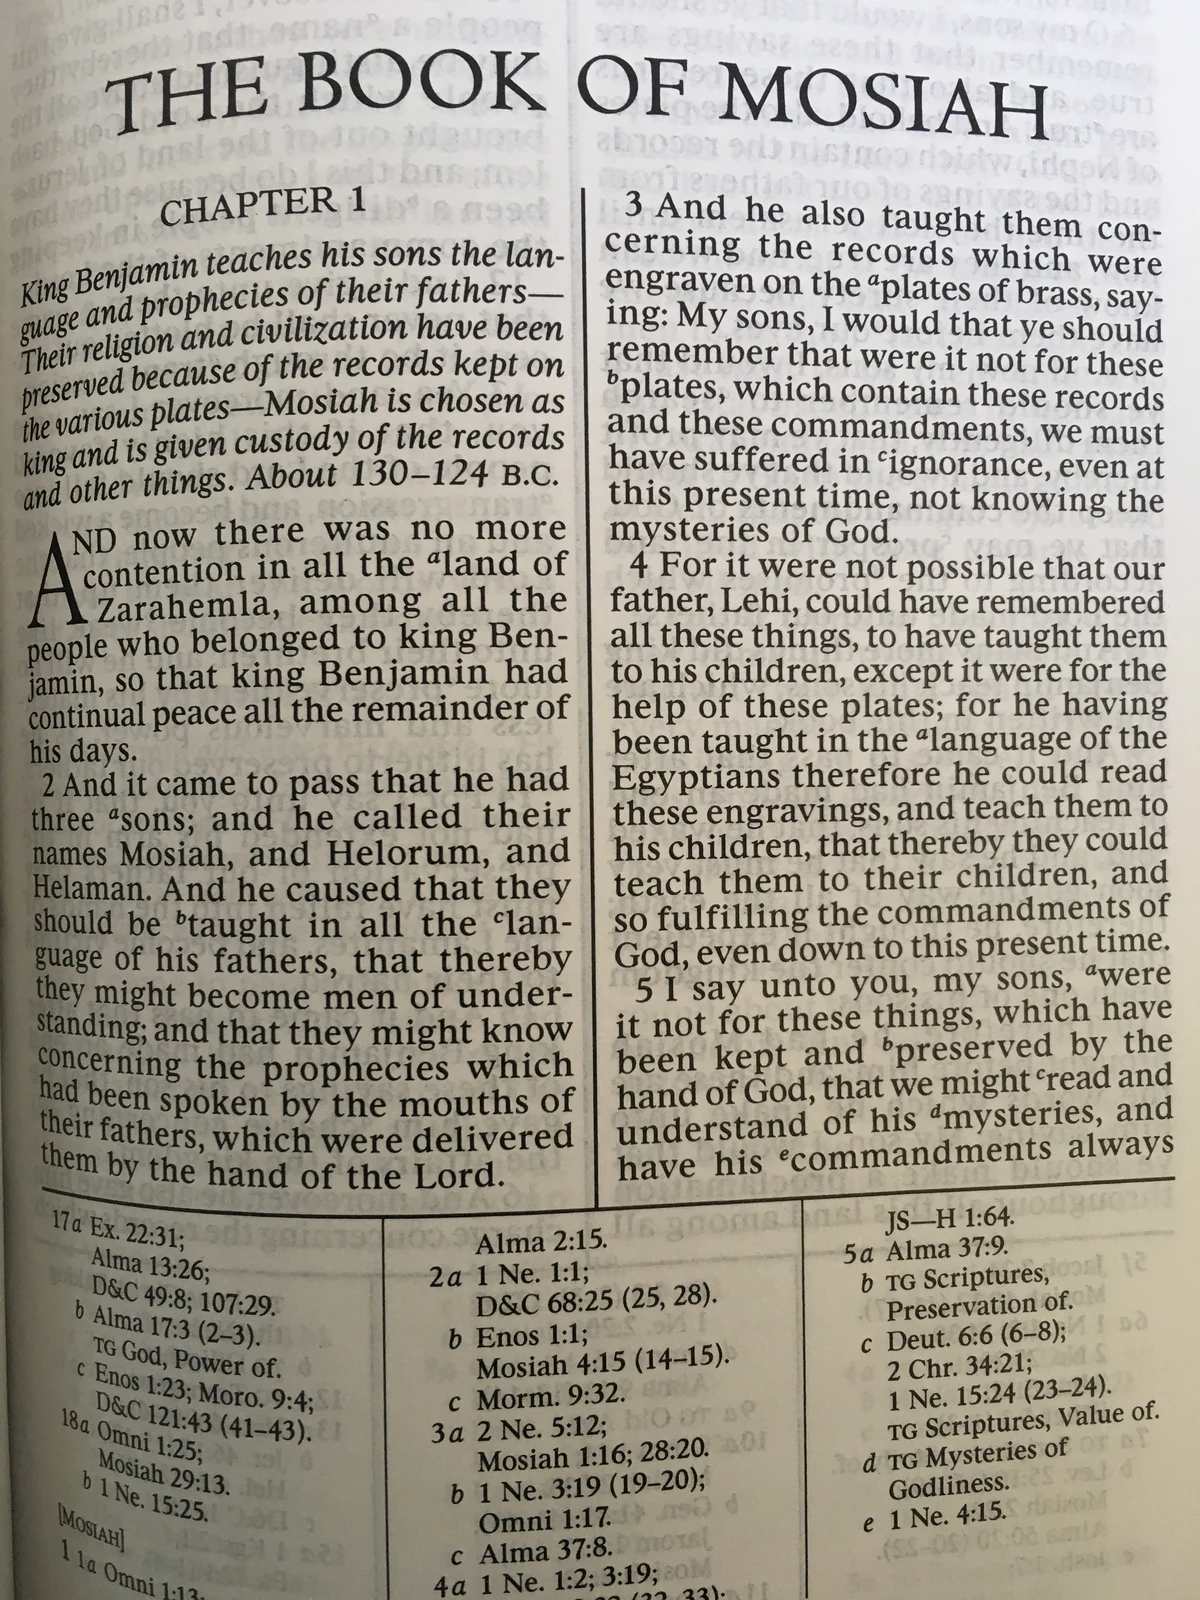 THE BOOK OF MOSIAH
CHAPTER 1
King Benjamin teaches his sons the lan-
guage and prophecies of their fathers—
Their religion and civilization have been
preserved because of the records kept on
the various plates—Mosiah is chosen as
king and is given custody of the records
and other things. About 130–124 B.C.
AND now there was no more
contention in all the aland of
Zarahemla, among all the
people who belonged to king Ben-
jamin, so that king Benjamin had
continual peace all the remainder of
his days.
2 And it came to pass that he had
three asons; and he called their
names Mosiah, and Helorum, and
Helaman. And he caused that they
should be btaught in all the clan-
guage of his fathers, that thereby
they might become men of under-
standing; and that they might know
concerning the prophecies which
had been spoken by the mouths of
their fathers, which were delivered
them by the hand of the Lord.
3 And he also taught them con-
cerning the records which were
engraven on the aplates of brass, say-
ing: My sons, I would that ye should
remember that were it not for these
bplates, which contain these records
and these commandments, we must
have suffered in cignorance, even at
this present time, not knowing the
mysteries of God.
4 For it were not possible that our
father, Lehi, could have remembered
all these things, to have taught them
to his children, except it were for the
help of these plates; for he having
been taught in the alanguage of the
Egyptians therefore he could read
these engravings, and teach them to
his children, that thereby they could
teach them to their children, and
so fulfilling the commandments of
God, even down to this present time.
5 I say unto you, my sons, awere
it not for these things, which have
been kept and bpreserved by the
hand of God, that we might cread and
understand of his dmysteries, and
have his ecommandments always
17a Ex. 22:31;
Alma 13:26;
D&C 49:8; 107:29.
b Alma 17:3 (2–3).
TG God, Power of.
c Enos 1:23; Moro. 9:4;
D&C 121:43 (41–43).
18a Omni 1:25;
Mosiah 29:13.
b 1 Ne. 15:25.
[MOSIAH]
1 1a Omni 1:13.
Alma 2:15.
2a 1 Ne. 1:1;
D&C 68:25 (25, 28).
b Enos 1:1;
Mosiah 4:15 (14–15).
c Morm. 9:32.
3a 2 Ne. 5:12;
Mosiah 1:16; 28:20.
b 1 Ne. 3:19 (19–20);
Omni 1:17.
c Alma 37:8.
4a 1 Ne. 1:2; 3:19;
JS—H 1:64.
5a Alma 37:9.
b TG Scriptures,
Preservation of.
c Deut. 6:6 (6–8);
2 Chr. 34:21;
1 Ne. 15:24 (23–24).
TG Scriptures, Value of.
d TG Mysteries of
Godliness.
e 1 Ne. 4:15.